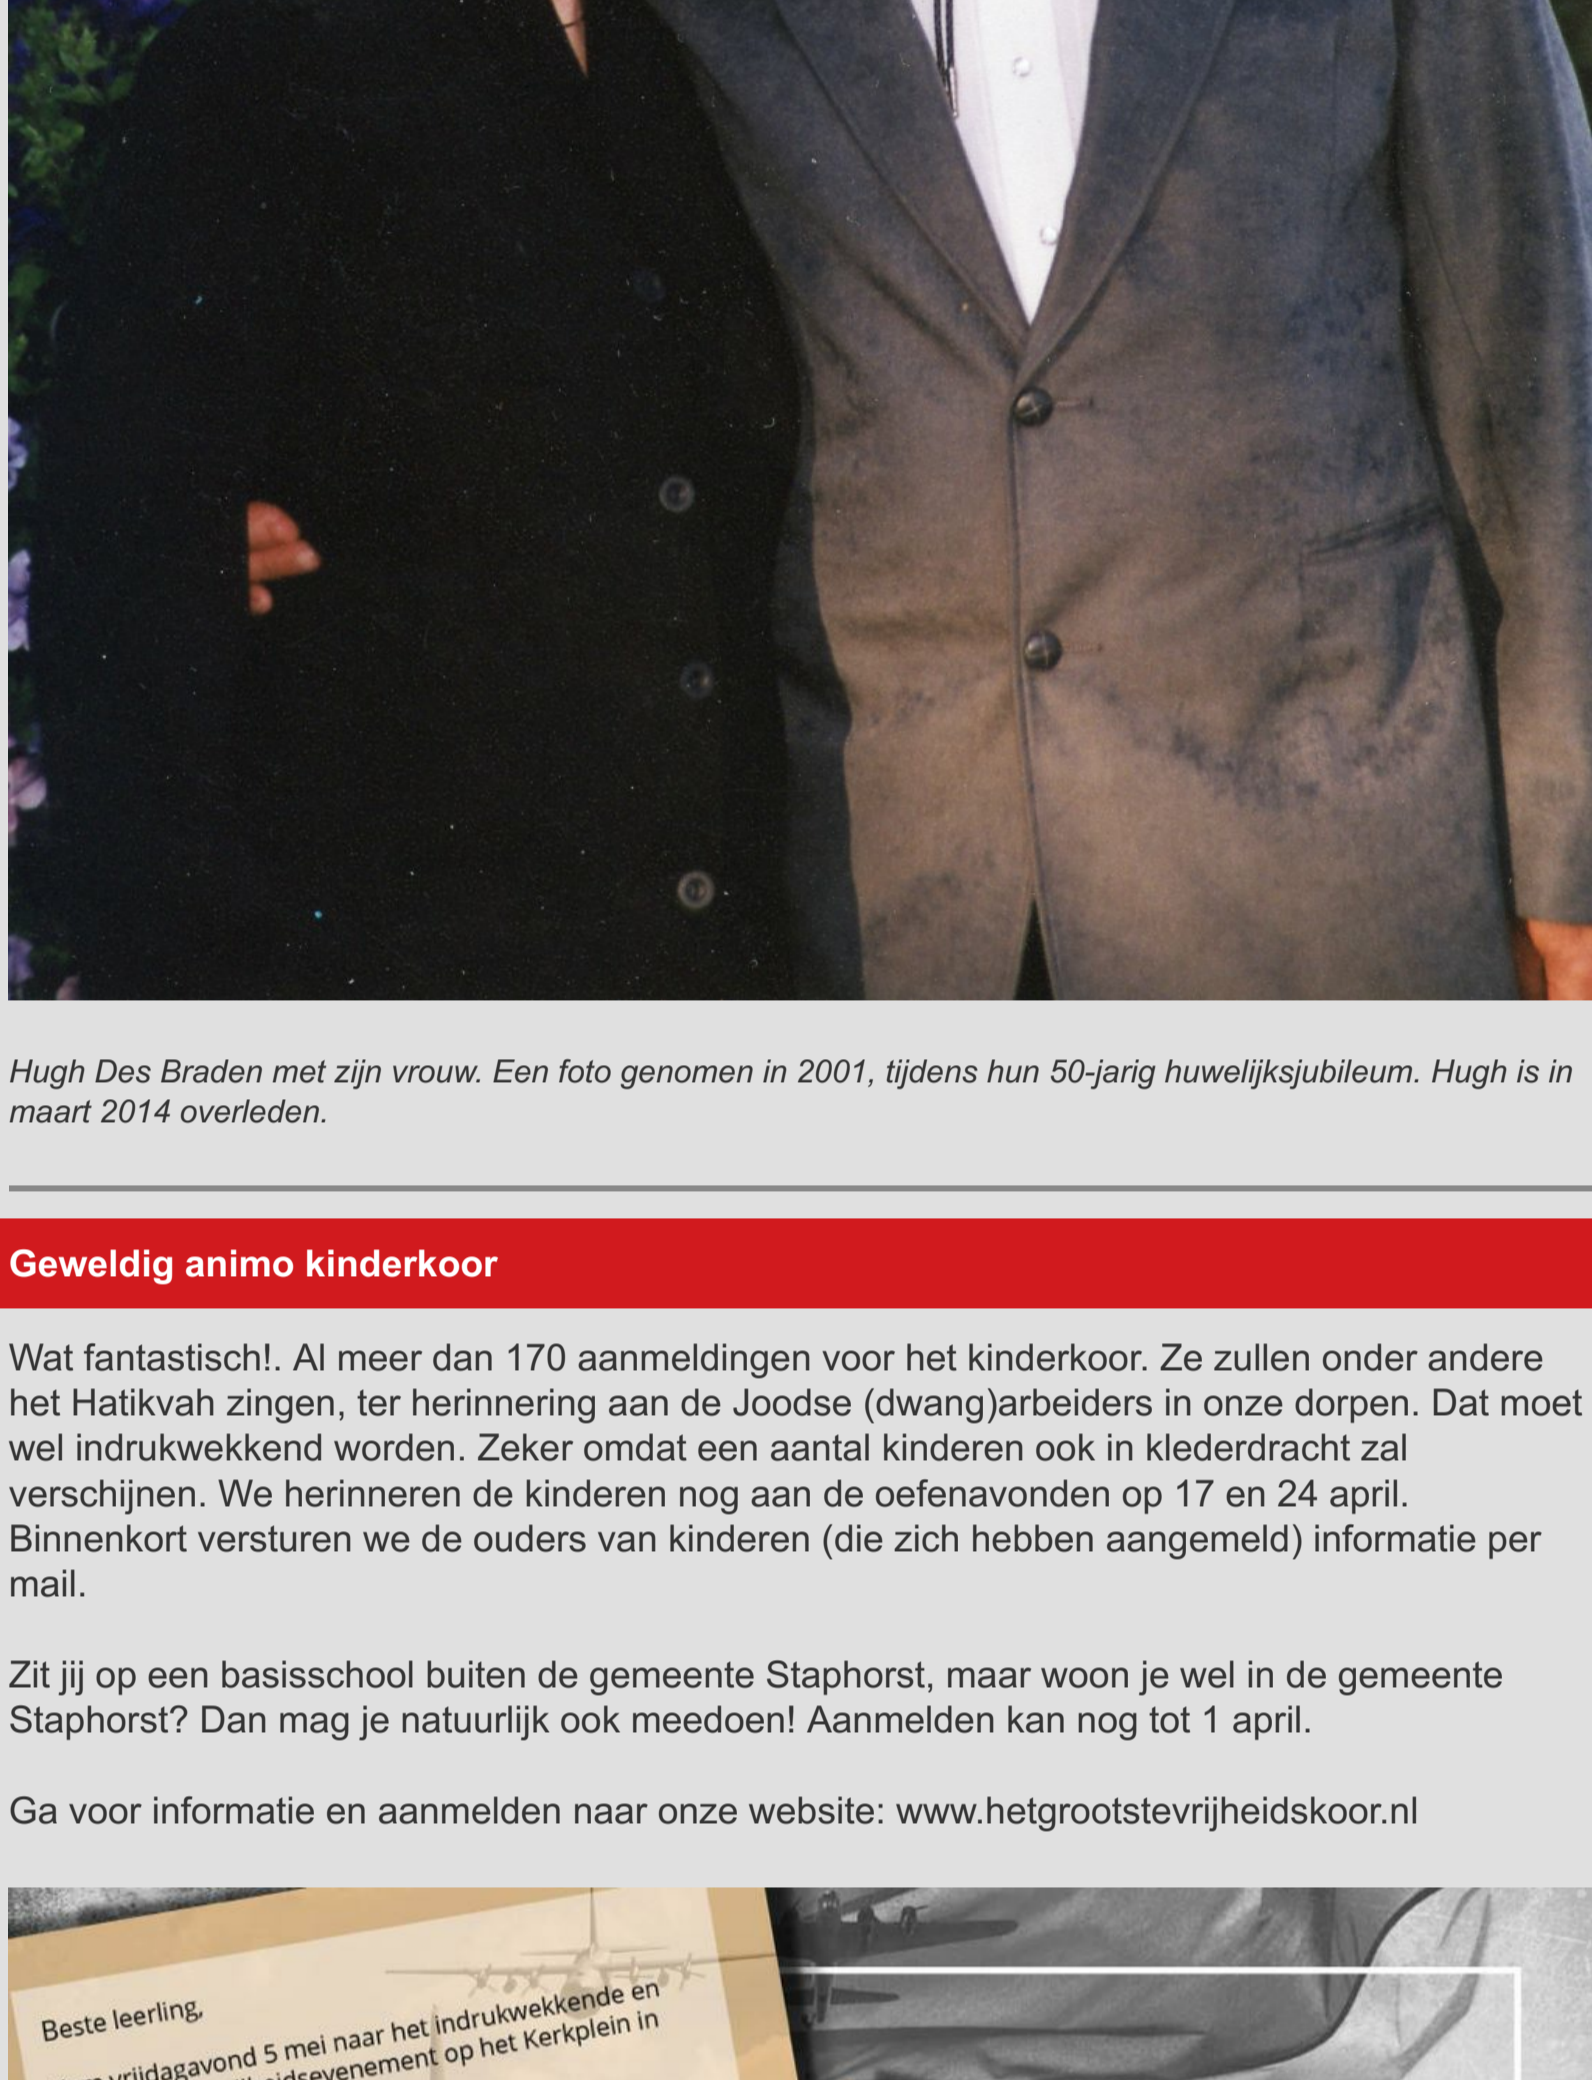 Hugh Des Braden met zijn vrouw. Een foto genomen in 2001, tijdens hun 50-jarig huwelijksjubileum. Hugh is in
maart 2014 overleden.
Geweldig animo kinderkoor
Wat fantastisch!. Al meer dan 170 aanmeldingen voor het kinderkoor. Ze zullen onder andere
het Hatikvah zingen, ter herinnering aan de Joodse (dwang)arbeiders in onze dorpen. Dat moet
wel indrukwekkend worden. Zeker omdat een aantal kinderen ook in klederdracht zal
verschijnen. We herinneren de kinderen nog aan de oefenavonden op 17 en 24 april.
Binnenkort versturen we de ouders van kinderen (die zich hebben aangemeld) informatie per
mail.
Zit jij op een basisschool buiten de gemeente Staphorst, maar woon je wel in de gemeente
Staphorst? Dan mag je natuurlijk ook meedoen! Aanmelden kan nog tot 1 april.
Ga voor informatie en aanmelden naar onze website: www.hetgrootstevrijheidskoor.nl
Beste leerling,
vrijdagavond 5 mei naar het indrukwekkende en
op het Kerkplein in